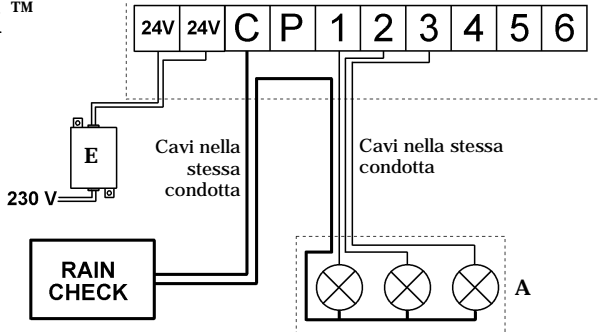 TM
24V 24V C P 1 2 3 4 5 6
E
230 V
Cavi nella
stessa
condotta
Cavi nella stessa
condotta
RAIN
CHECK
A